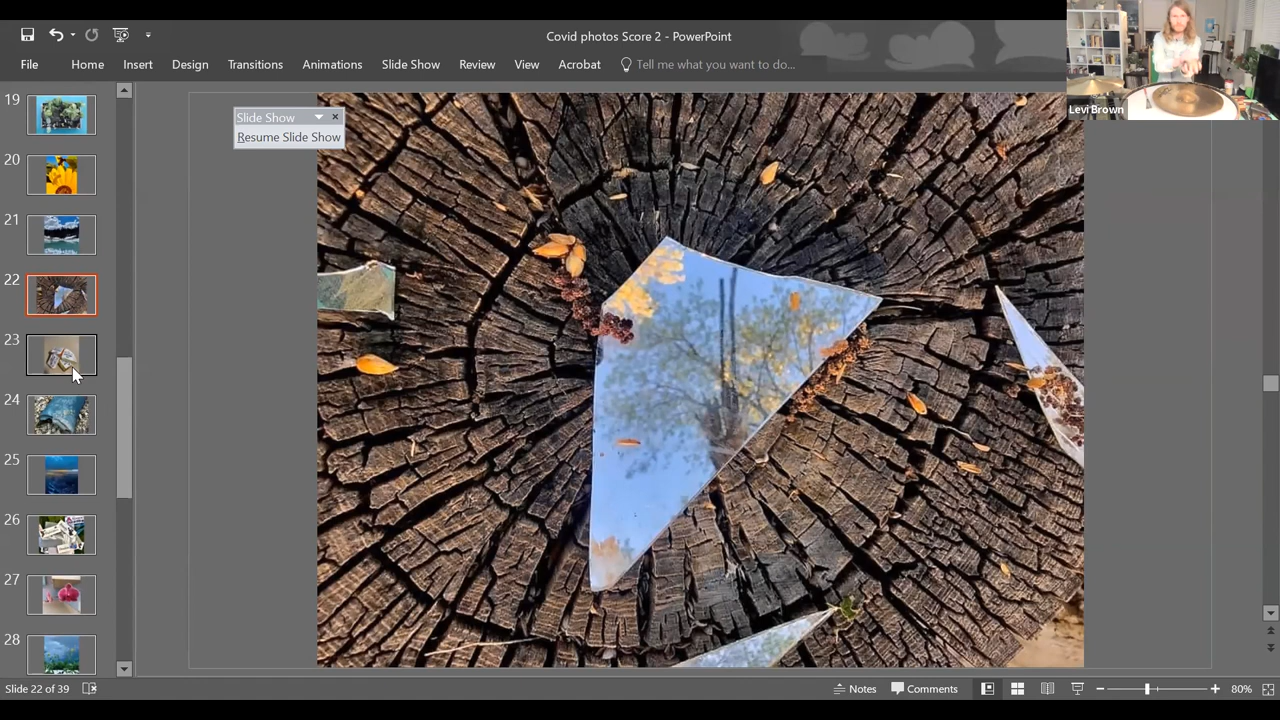 Covid photos Score 2 - PowerPoint
File Home Insert Design Transitions Animations Slide Show Review View Acrobat Tell me what you want to do...
Levi Brown
Slide Show
Resume Slide Show
19
20
21
22
23
24
25
26
27
28
Slide 22 of 39 Notes Comments 80%